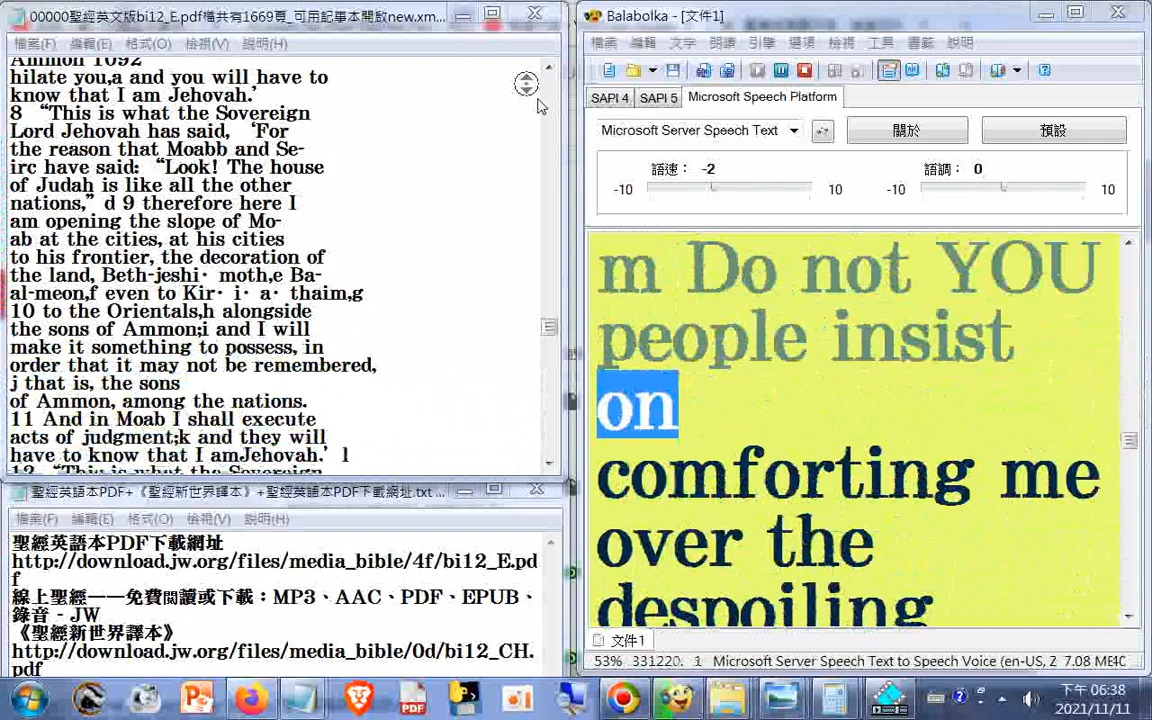 00000聖經英文版bi12_E.pdf檔共有1669頁_可用記事本開啟new.xm...
檔案(F) 編輯(E) 格式(O) 檢視(V) 說明(H)
Ammon 1092
hilate you,a and you will have to
know that I am Jehovah.’
8 “This is what the Sovereign
Lord Jehovah has said, ‘For
the reason that Moabb and Se-
irc have said: “Look! The house
of Judah is like all the other
nations,” d 9 therefore here I
am opening the slope of Mo-
ab at the cities, at his cities
to his frontier, the decoration of
the land, Beth-jeshi· moth,e Ba-
al-meon,f even to Kir· i· a· thaim,g
10 to the Orientals,h alongside
the sons of Ammon;i and I will
make it something to possess, in
order that it may not be remembered,
j that is, the sons
of Ammon, among the nations.
11 And in Moab I shall execute
acts of judgment;k and they will
have to know that I amJehovah.’ l
12 “This is what the Sovereign
聖經英語本PDF+《聖經新世界譯本》+聖經英語本PDF下載網址.txt ...
檔案(F) 編輯(E) 格式(O) 檢視(V) 說明(H)
聖經英語本PDF下載網址
http://download.jw.org/files/media_bible/4f/bi12_E.pd
f
線上聖經——免費閱讀或下載：MP3、AAC、PDF、EPUB、
錄音 - JW
《聖經新世界譯本》
http://download.jw.org/files/media_bible/0d/bi12_CH.
pdf
Balabolka - [文件1]
檔案 編輯 文字 朗讀 引擎 選項 檢視 工具 書籤 說明
SAPI 4 SAPI 5 Microsoft Speech Platform
Microsoft Server Speech Text 關於 預設
語速： -2 語調： 0
-10 10 -10 10
m Do not YOU
people insist
on
comforting me
over the
despoiling
文件1
53% 331220. 1 Microsoft Server Speech Text to Speech Voice (en-US, Z 7.08 ME
下午 06:38
2021/11/11